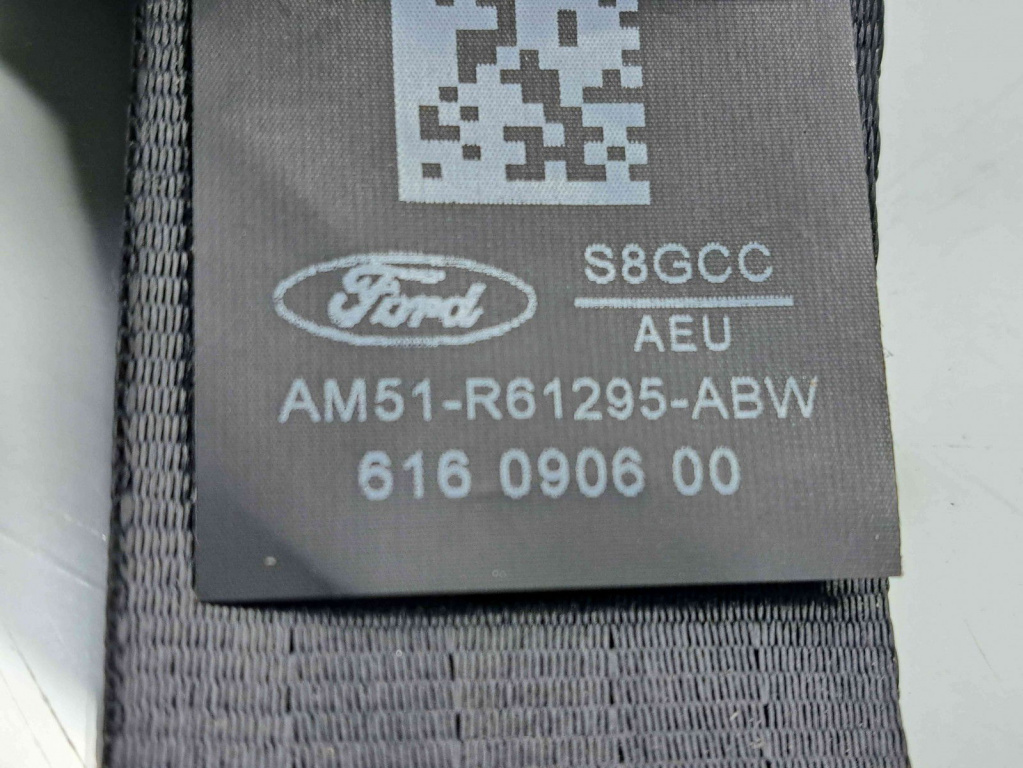 Ford
S8GCC
AEU
AM51-R61295-ABW
616 0906 00